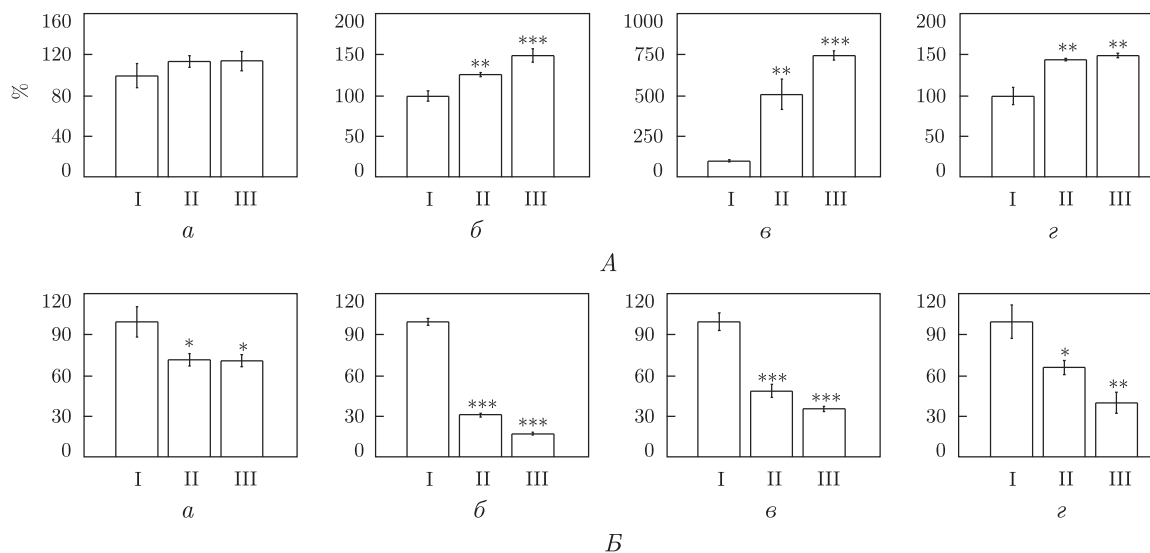 160 200 1000 200
120 150 750 150
*** *** ** **
** **
% 80 100 500 100
40 50 250 50
0 0 0 0
I II III I II III I II III I II III
а б в г
А
120 120 120 120
90 90 90 90
* * *
60 60 60 60
*** *** *** **
30 *** 30 30 30
0 0 0 0
I II III I II III I II III I II III
а б в г
Б